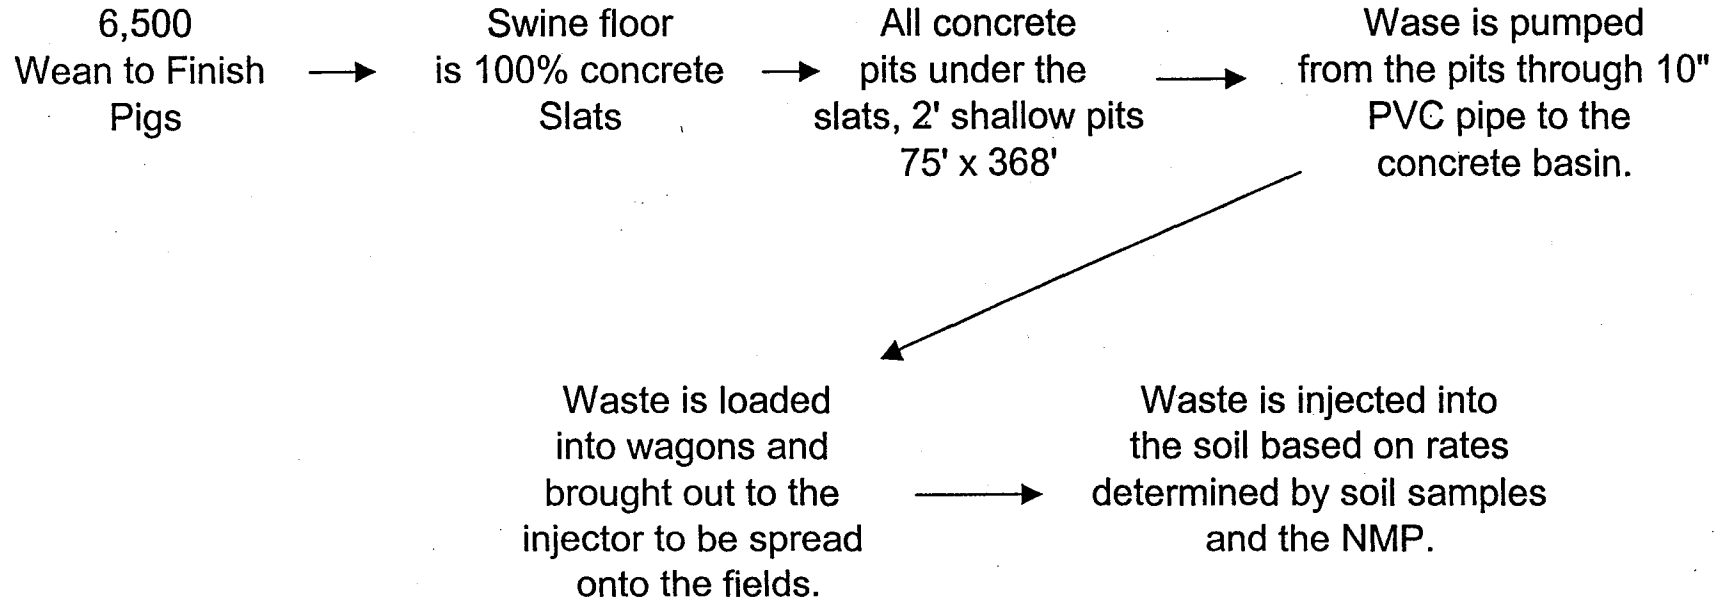 6,500
Wean to Finish
Pigs
Swine floor
is 100% concrete
Slats
All concrete
pits under the
slats, 2' shallow pits
75' x 368'
Wase is pumped
from the pits through 10"
PVC pipe to the
concrete basin.
Waste is loaded
into wagons and
brought out to the
injector to be spread
onto the fields.
Waste is injected into
the soil based on rates
determined by soil samples
and the NMP.